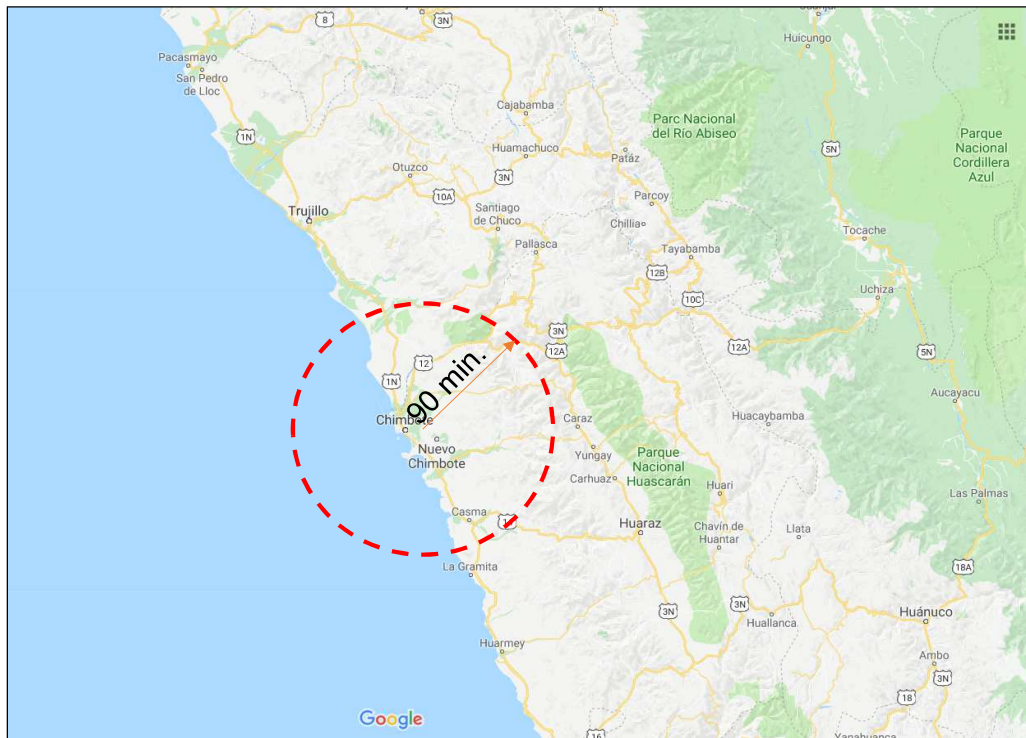 8
3N
Huicungo
Pacasmayo
San Pedro
de Lloc
Cajabamba
Parc Nacional
del Río Abiseo
1N
Parque
Nacional
Cordillera
Azul
Huamachuco
5N
Otuzco
3N
Pataz
10A
Parcoy
Trujillo
Santiago
de Chuco
Chillia
Tocache
Pallasca
Tayabamba
12B
Uchiza
10C
3N
12A
12A
5N
12
90 min.
1N
Aucayacu
Chimbote
Caraz
Huacaybamba
Nuevo
Chimbote
Yungay
Parque
Nacional
Huascarán
Carhuaz
Huari
Las Palmas
Casma
14
Huaraz
Chavín de
Huantar
Llata
La Gramita
18A
3N
3N
Huallanca
Huánuco
Huarmey
Ambo
3N
18
Google
16
Yanahuanca